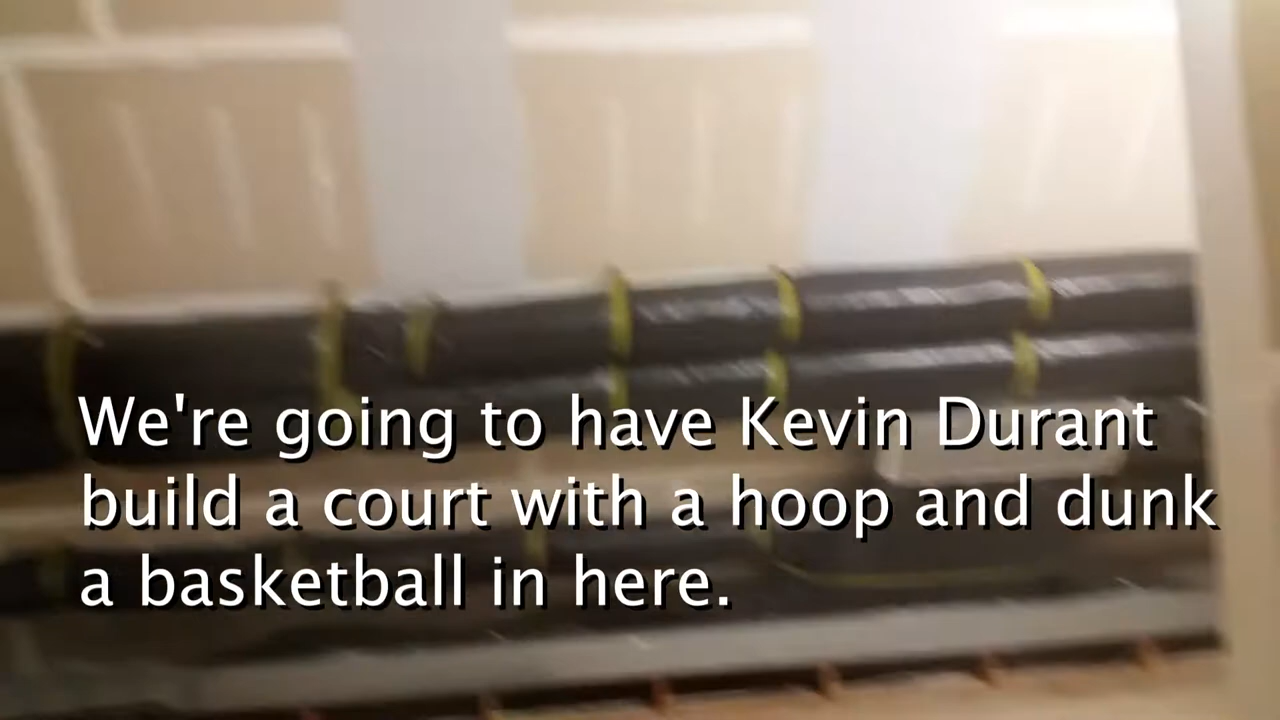 We're going to have Kevin Durant
build a court with a hoop and dunk
a basketball in here.